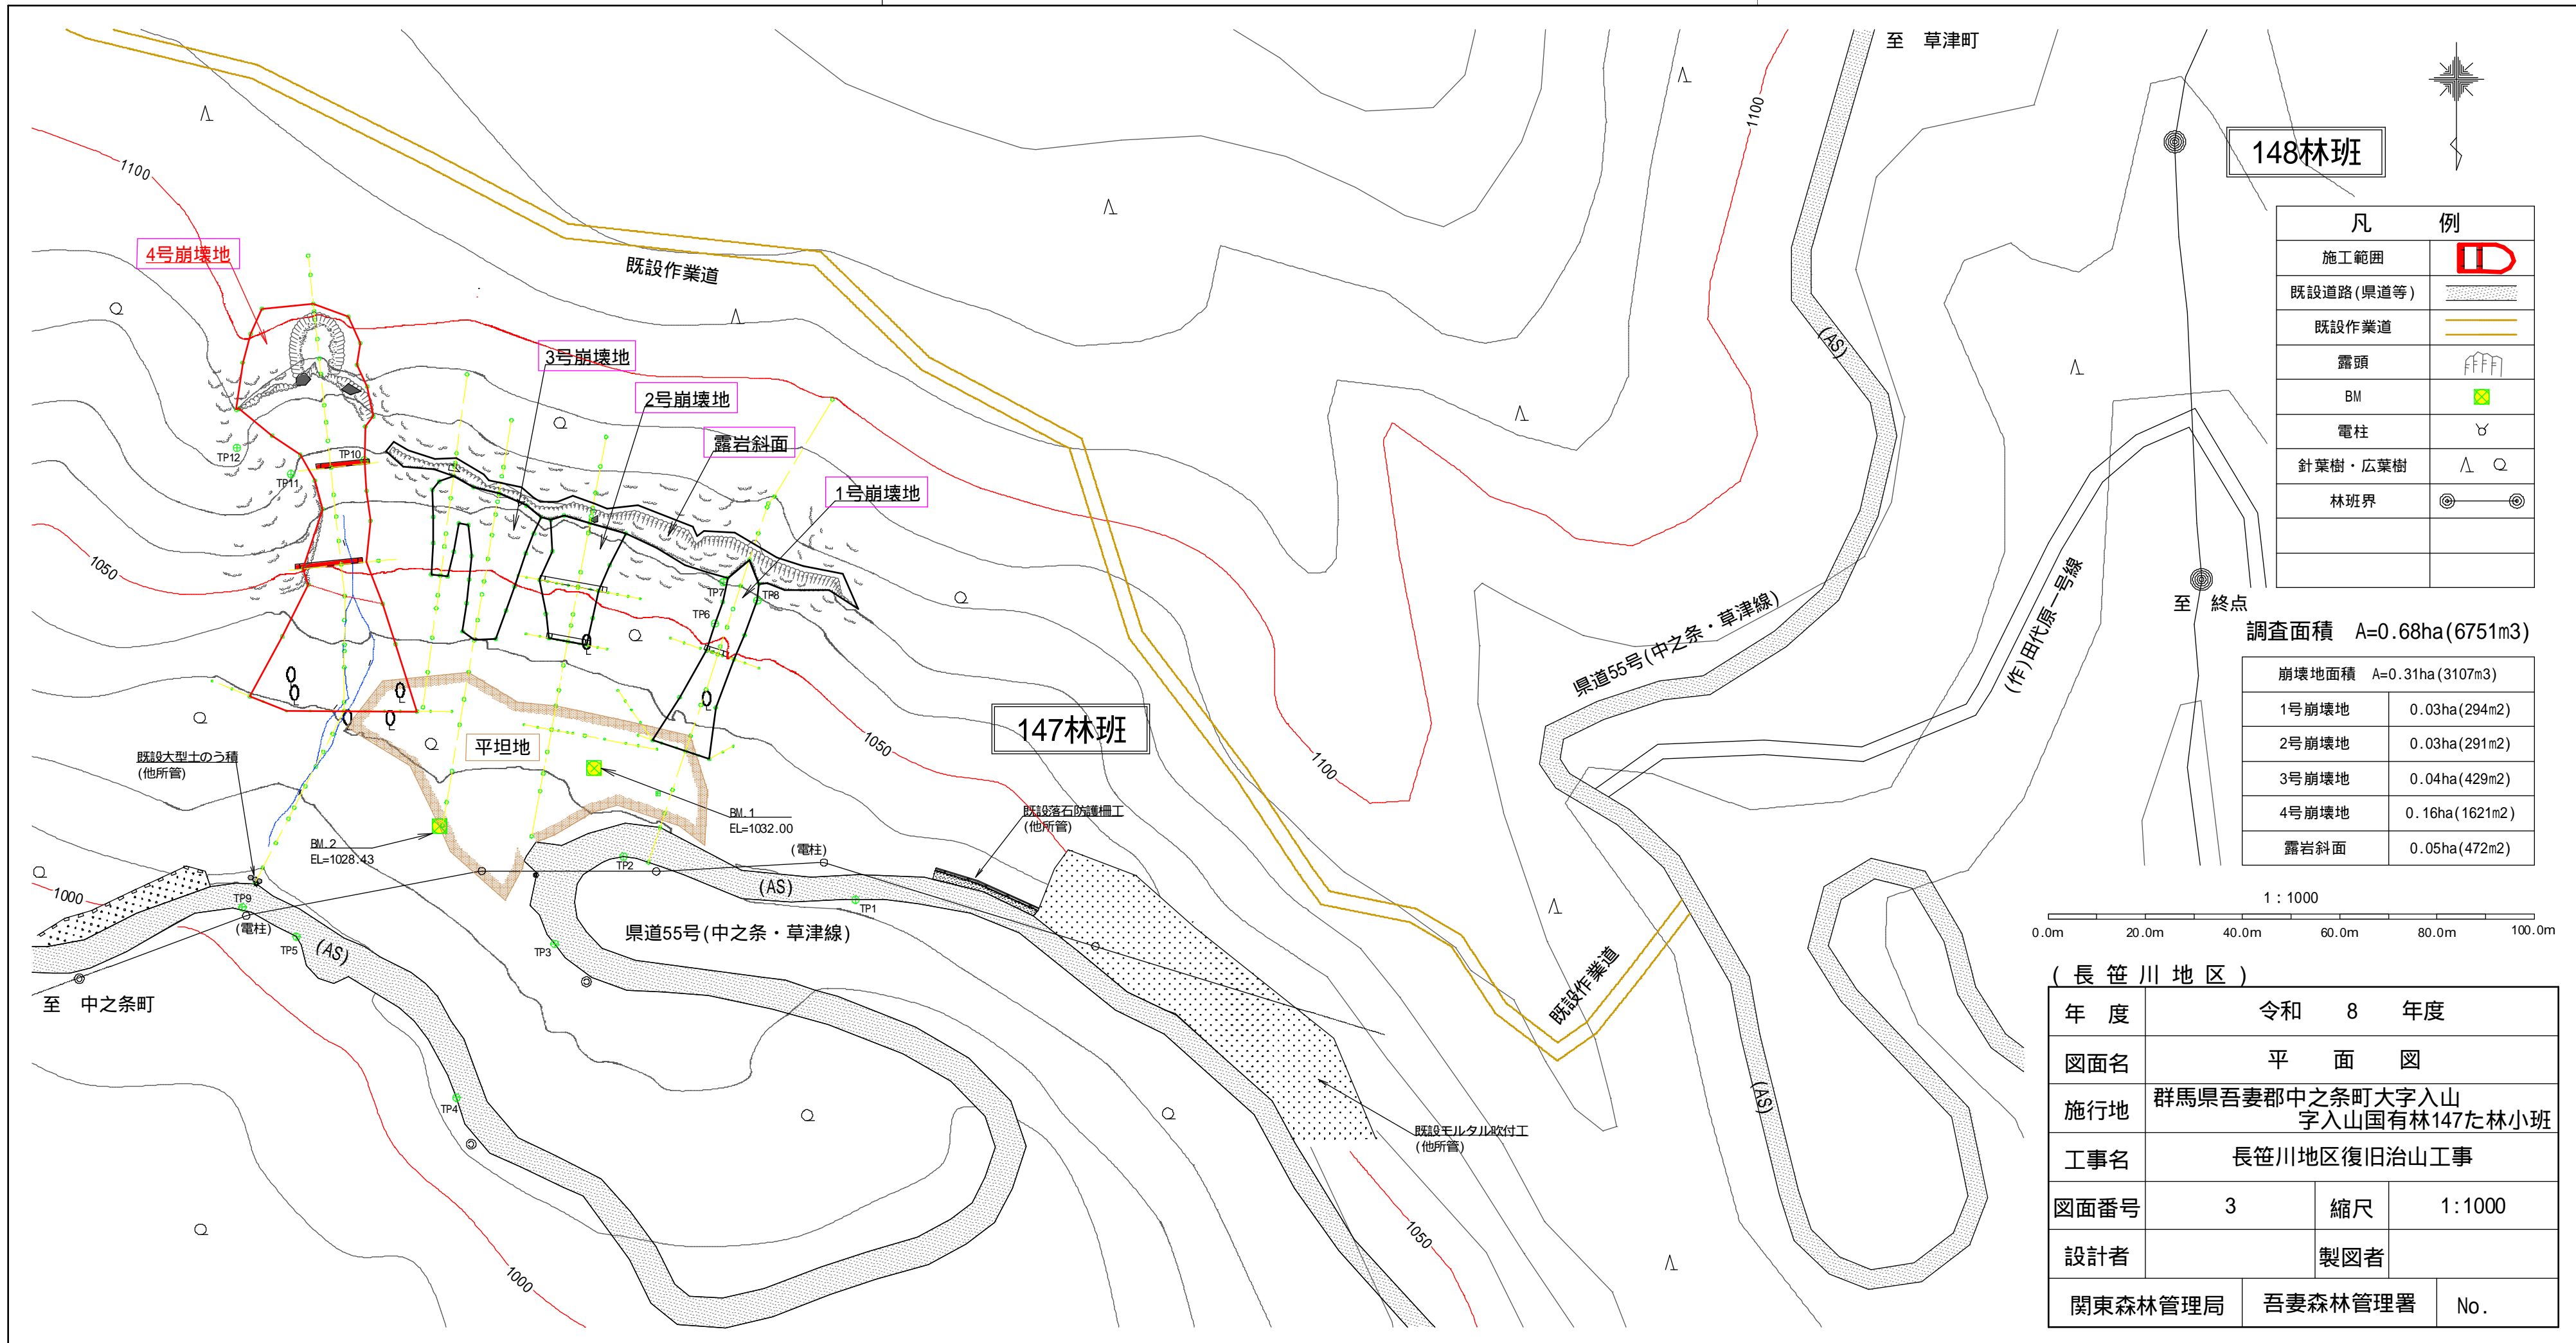 至　草津町
148林班
1100
1100
4号崩壊地
既設作業道
3号崩壊地
2号崩壊地
露岩斜面
1号崩壊地
(AS)
TP12
TP11
TP10
TP7
TP8
TP6
1050
県道55号(中之条・草津線)
(作)田代原一号線
至　終点
147林班
1050
1100
平坦地
既設大型土のう積
(他所管)
BM.1
EL=1032.00
BM.2
EL=1028.43
既設落石防護柵工
(他所管)
(電柱)
TP2
(AS)
TP1
1000
TP9
(電柱)
TP5
(AS)
TP3
県道55号(中之条・草津線)
既設作業道
至　中之条町
TP4
(AS)
既設モルタル吹付工
(他所管)
1050
1000
凡　例
施工範囲
既設道路(県道等)
既設作業道
露頭
BM
電柱
針葉樹・広葉樹
林班界
調査面積　A=0.68ha(6751m3)
崩壊地面積　A=0.31ha(3107m3)
1号崩壊地　0.03ha(294m2)
2号崩壊地　0.03ha(291m2)
3号崩壊地　0.04ha(429m2)
4号崩壊地　0.16ha(1621m2)
露岩斜面　0.05ha(472m2)
1:1000
0.0m　20.0m　40.0m　60.0m　80.0m　100.0m
(長笹川地区)
年度　令和　8　年度
図面名　平　面　図
施行地　群馬県吾妻郡中之条町大字入山
字入山国有林147た林小班
工事名　長笹川地区復旧治山工事
図面番号　3　縮尺　1:1000
設計者　製図者
関東森林管理局　吾妻森林管理署　No.